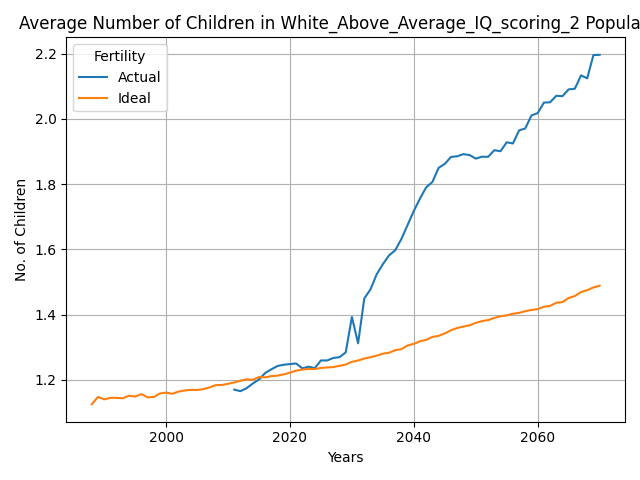 Average Number of Children in White_Above_Average_IQ_scoring_2 Popula
Fertility
Actual
Ideal
2.2
2.0
1.8
1.6
1.4
1.2
No. of Children
2000
2020
2040
2060
Years